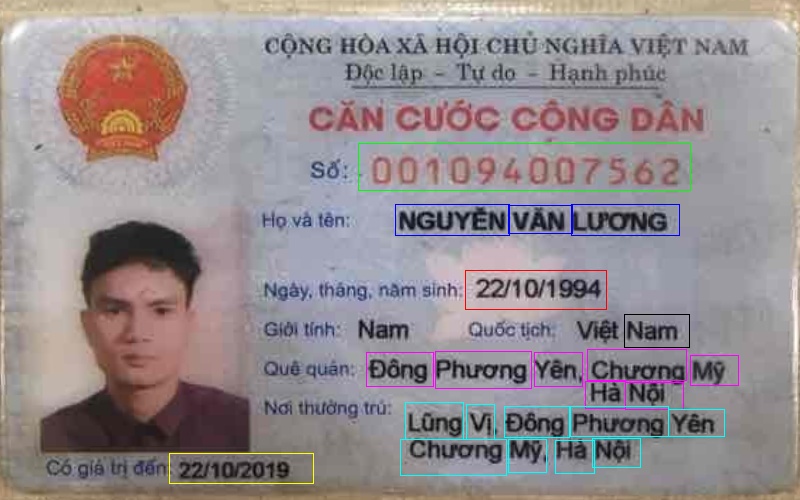 CỘNG HÒA XÃ HỘI CHỦ NGHĨA VIỆT NAM
Độc lập - Tự do - Hạnh phúc
CĂN CƯỚC CÔNG DÂN
Số: 001094007562
Họ và tên: NGUYỄN VĂN LƯƠNG
Ngày, tháng, năm sinh: 22/10/1994
Giới tính: Nam Quốc tịch: Việt Nam
Quê quán: Đông Phương Yên, Chương Mỹ
Hà Nội
Nơi thường trú: Lũng Vị, Đông Phương Yên
Chương Mỹ, Hà Nội
Có giá trị đến: 22/10/2019